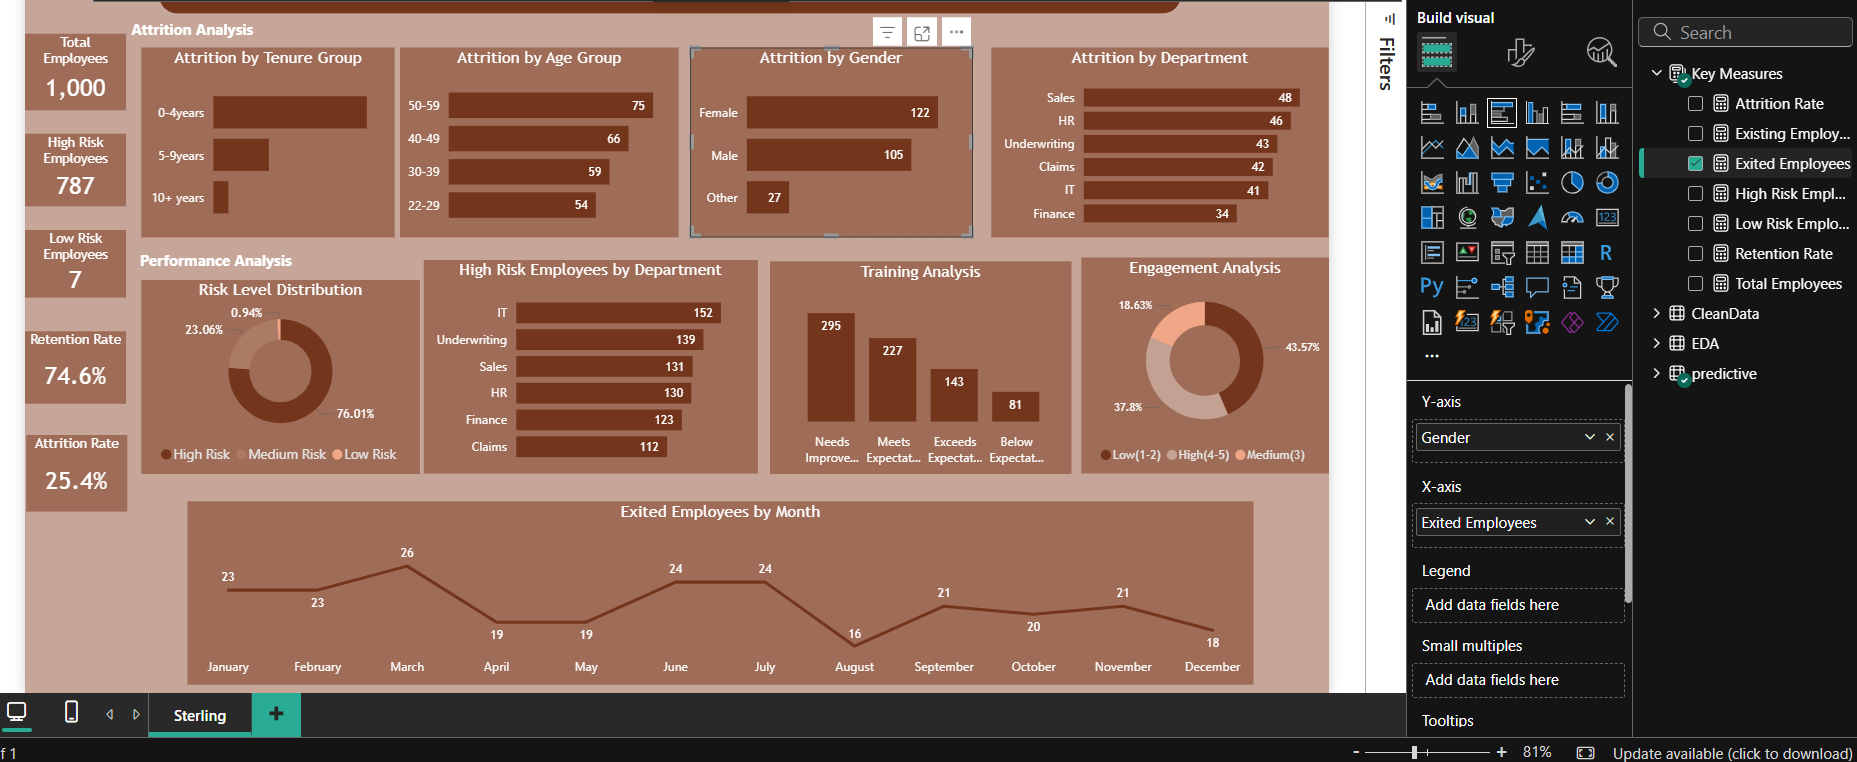 Attrition Analysis
Total
Employees
1,000
High Risk
Employees
787
Low Risk
Employees
7
Retention Rate
74.6%
Attrition Rate
25.4%
Attrition by Tenure Group
0-4years
5-9years
10+ years
Attrition by Age Group
50-59
75
40-49
66
30-39
59
22-29
54
Attrition by Gender
Female
122
Male
105
Other
27
Attrition by Department
Sales
48
HR
46
Underwriting
43
Claims
42
IT
41
Finance
34
Performance Analysis
Risk Level Distribution
0.94%
23.06%
76.01%
High Risk Medium Risk Low Risk
High Risk Employees by Department
IT
152
Underwriting
139
Sales
131
HR
130
Finance
123
Claims
112
Training Analysis
295
227
143
81
Needs
Improve...
Meets
Expectat...
Exceeds
Expectat...
Below
Expectat...
Engagement Analysis
18.63%
43.57%
37.8%
Low(1-2) High(4-5) Medium(3)
Exited Employees by Month
23
23
26
19
19
24
24
16
21
20
21
18
January February March April May June July August September October November December
Filters
Build visual
123
R
Py
123
Y-axis
Gender
X-axis
Exited Employees
Legend
Add data fields here
Small multiples
Add data fields here
Tooltips
Search
Key Measures
Attrition Rate
Existing Employ...
Exited Employees
High Risk Empl...
Low Risk Emplo...
Retention Rate
Total Employees
CleanData
EDA
predictive
Sterling
+
f 1
- + 81%
Update available (click to download)